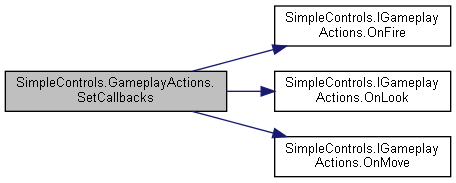 SimpleControls.IGameplay
Actions.OnFire
SimpleControls.GameplayActions.
SetCallbacks
SimpleControls.IGameplay
Actions.OnLook
SimpleControls.IGameplay
Actions.OnMove